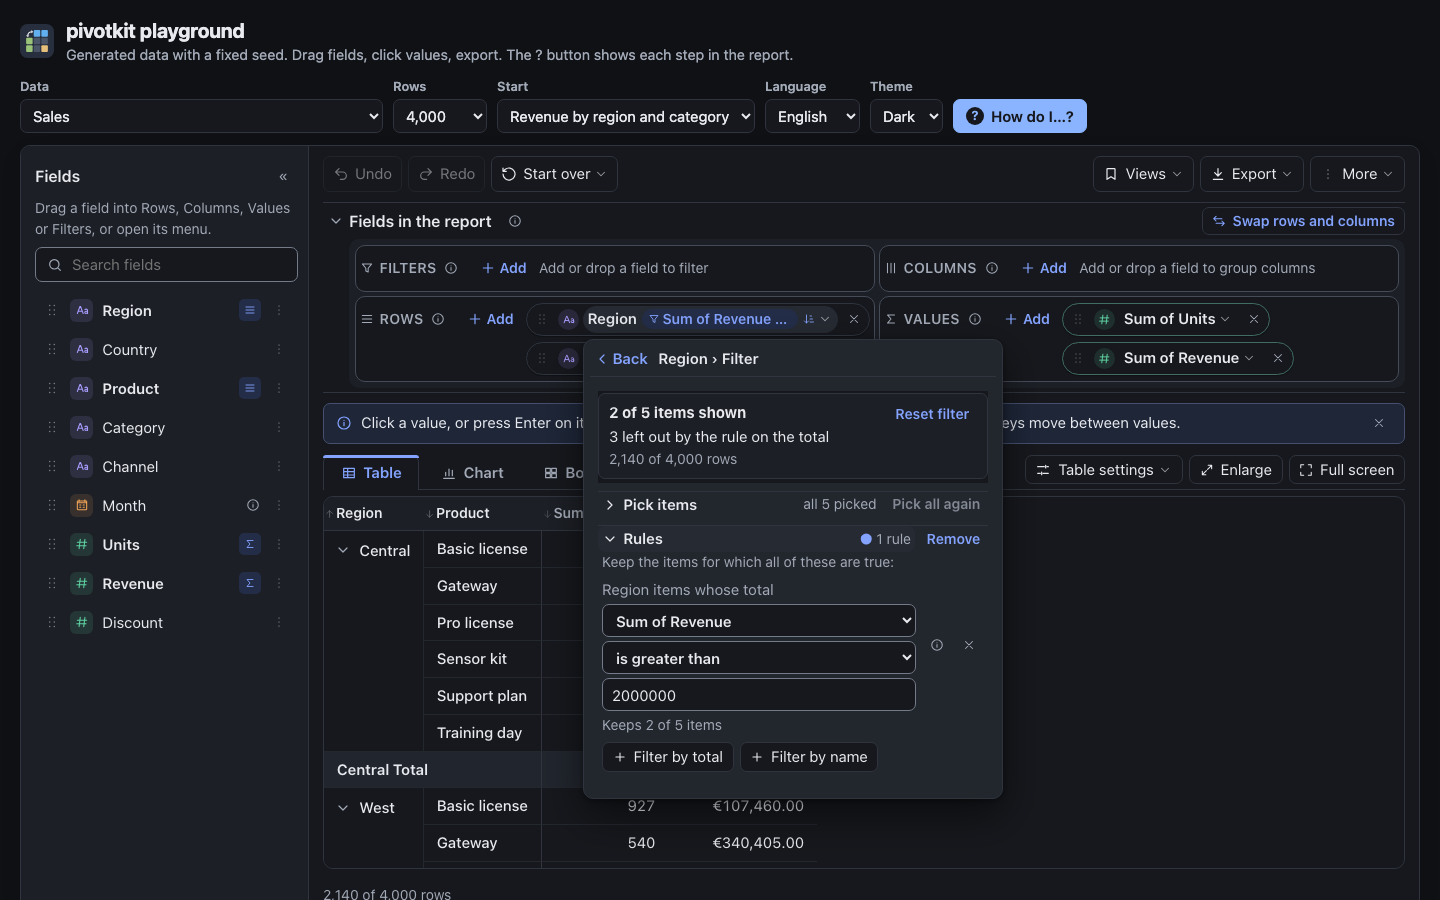 pivotkit playground
Generated data with a fixed seed. Drag fields, click values, export. The ? button shows each step in the report.
Data
Rows
Start
Language
Theme
Sales
4,000
Revenue by region and category
English
Dark
? How do I...?
Fields
«
Drag a field into Rows, Columns, Values
or Filters, or open its menu.
Search fields
Aa Region
Aa Country
Aa Product
Aa Category
Aa Channel
Month
# Units Σ
# Revenue Σ
# Discount
Undo
Redo
Start over
Views
Export
More
Fields in the report
Swap rows and columns
FILTERS
+ Add
Add or drop a field to filter
COLUMNS
+ Add
Add or drop a field to group columns
ROWS
+ Add
Aa Region
Sum of Revenue ...
Aa
Σ VALUES
+ Add
# Sum of Units
# Sum of Revenue
Back
Region › Filter
2 of 5 items shown
Reset filter
3 left out by the rule on the total
2,140 of 4,000 rows
Pick items
all 5 picked
Pick all again
Rules
1 rule
Remove
Keep the items for which all of these are true:
Region items whose total
Sum of Revenue
is greater than
2000000
Keeps 2 of 5 items
+ Filter by total
+ Filter by name
Click a value, or press Enter on it
eys move between values.
Table
Chart
Bo
Table settings
Enlarge
Full screen
↑ Region
↓ Product
↓ Sum
Central
Basic license
Gateway
Pro license
Sensor kit
Support plan
Training day
Central Total
West
Basic license
927
€107,460.00
Gateway
540
€340,405.00
2,140 of 4,000 rows